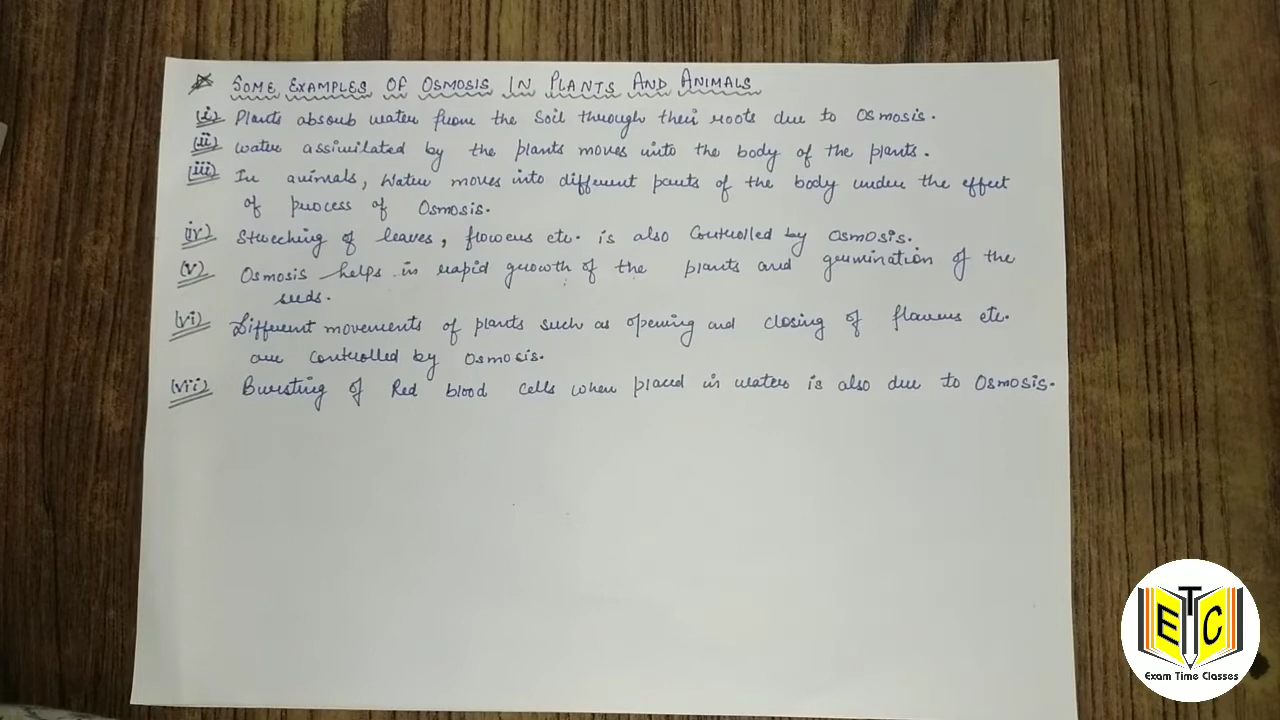 SOME EXAMPLES OF OSMOSIS IN PLANTS AND ANIMALS
(i) Plants absorb water from the soil through their roots due to Osmosis.
(ii) Water assimilated by the plants moves into the body of the plants.
(iii) In animals, water moves into different parts of the body under the effect
of process of Osmosis.
(iv) Streching of leaves, flowers etc. is also controlled by Osmosis.
(v) Osmosis helps in rapid growth of the plants and germination of the
seeds.
(vi) Different movements of plants such as opening and closing of flowers etc.
are controlled by Osmosis.
(vii) Bursting of Red blood cells when placed in water is also due to Osmosis.
ETC
Exam Time Classes